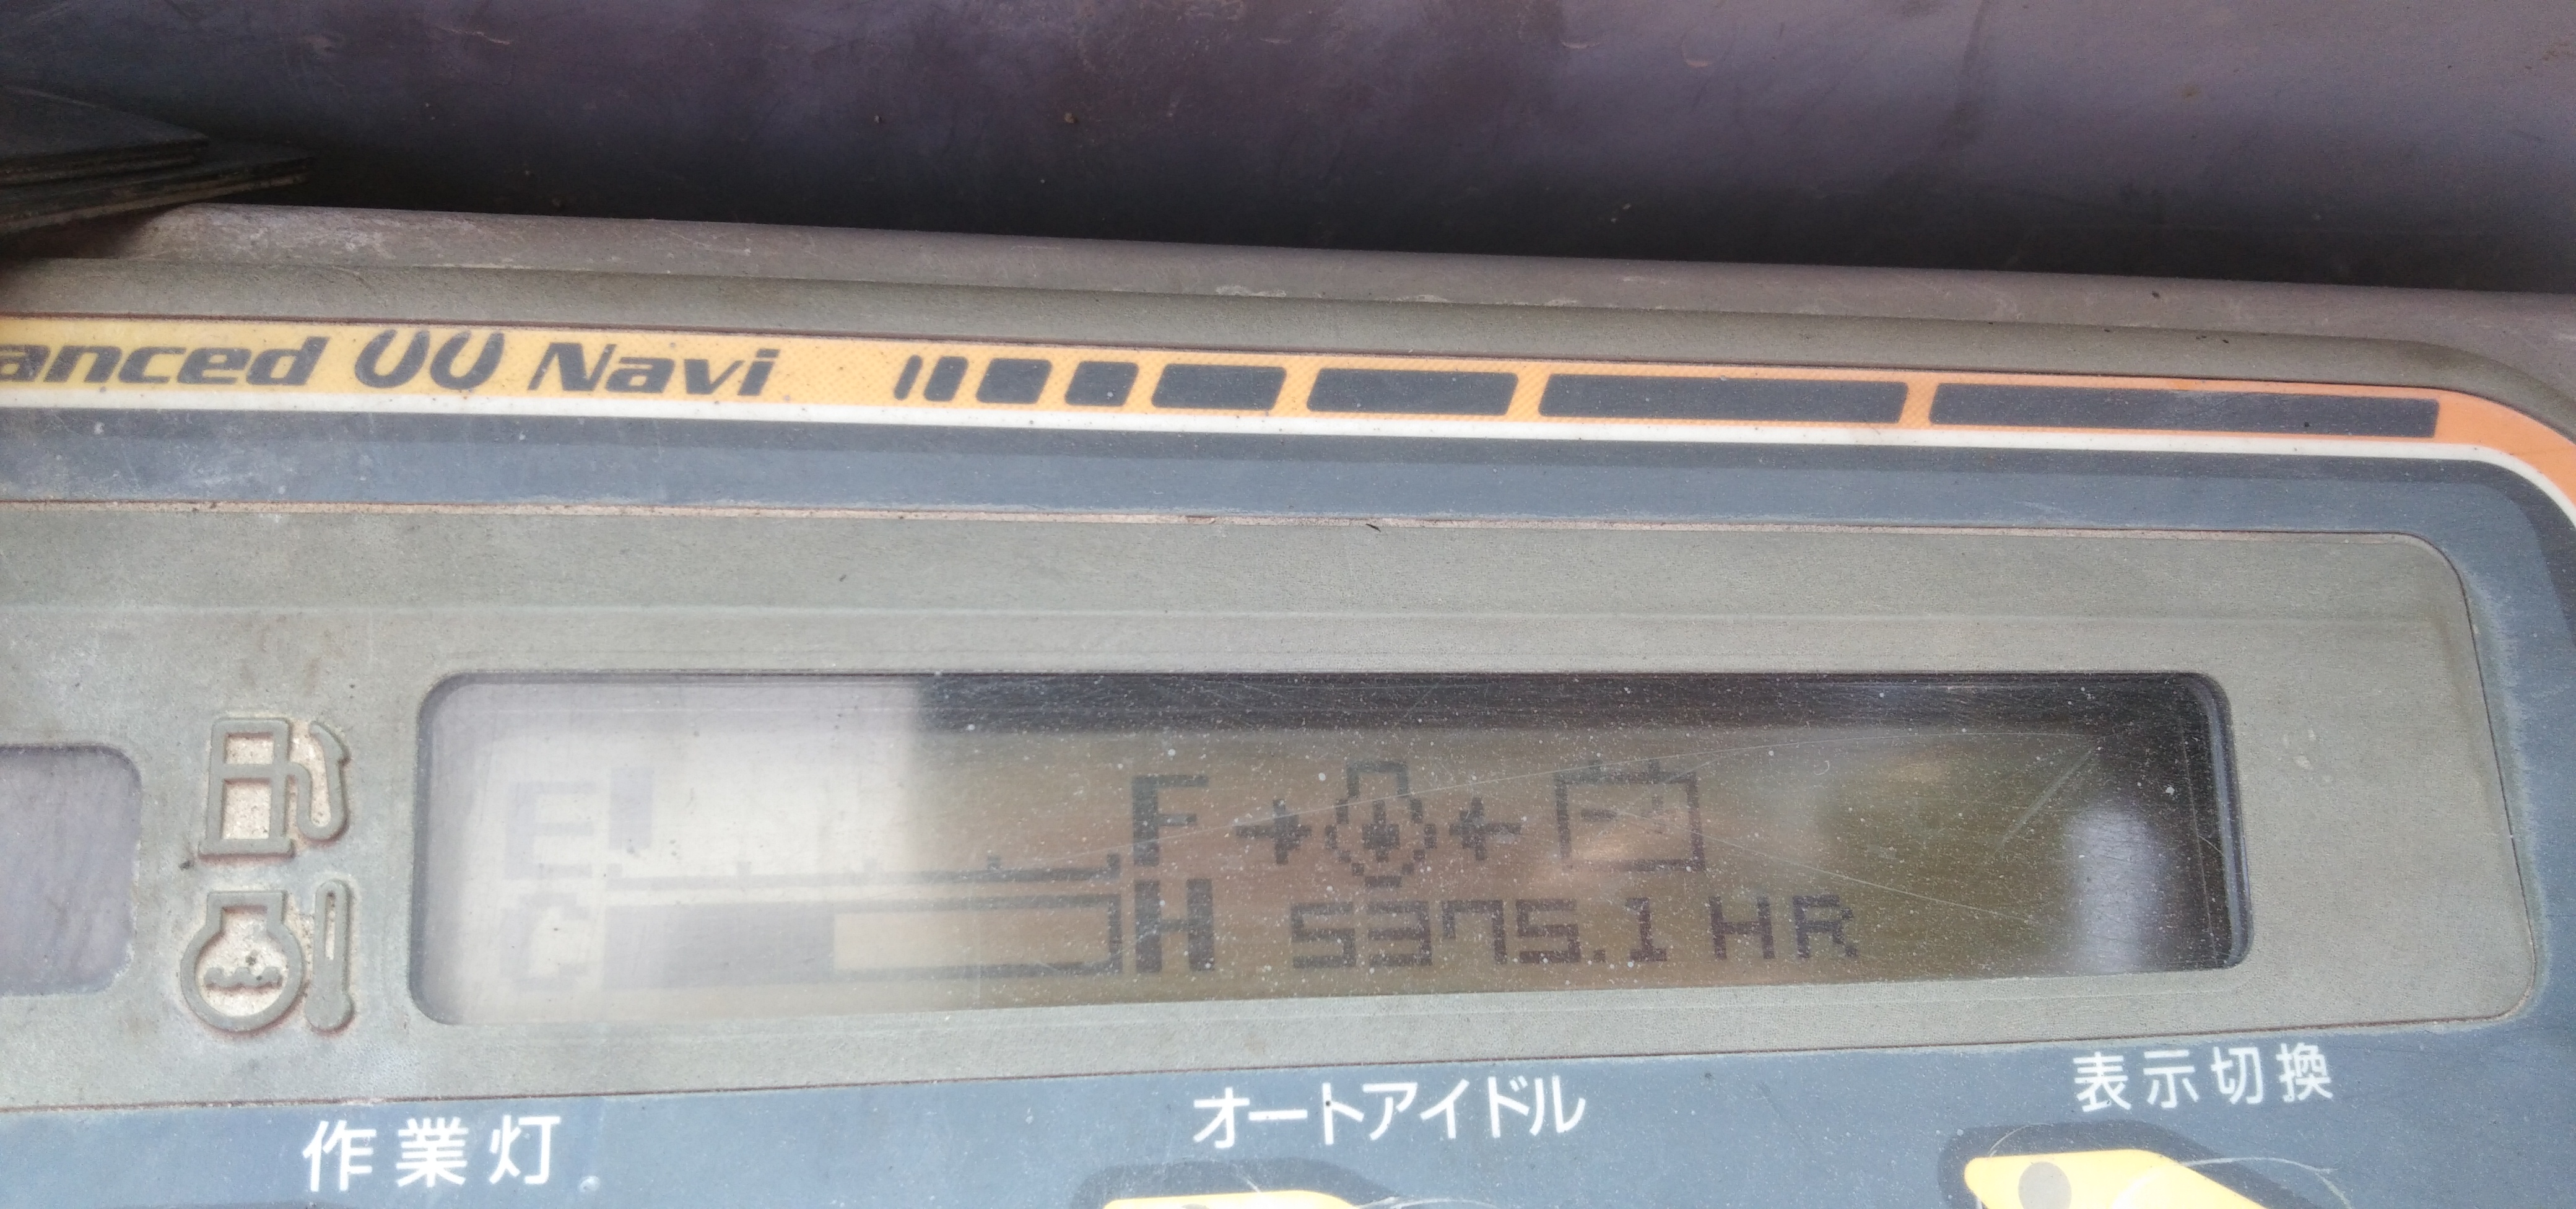 anced UU Navi
E F
C H 5375.1 HR
作業灯 オートアイドル 表示切換